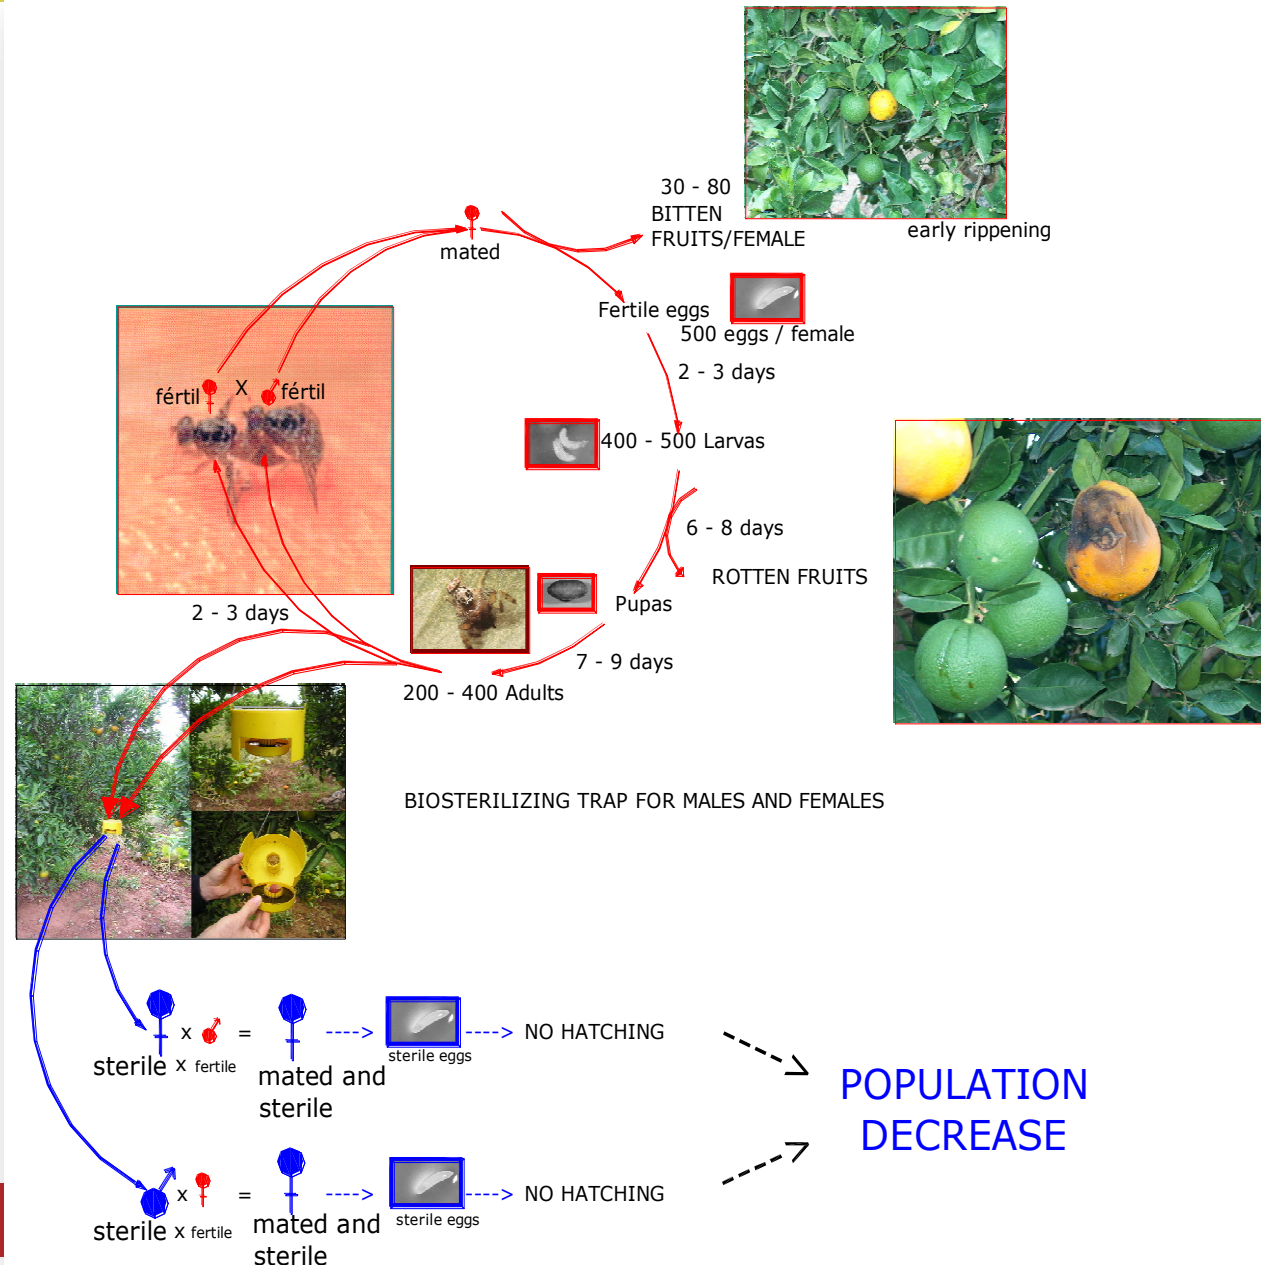 30 - 80
BITTEN
FRUITS/FEMALE
early rippening
mated
Fertile eggs
500 eggs / female
2 - 3 days
fértil X fértil
400 - 500 Larvas
6 - 8 days
ROTTEN FRUITS
Pupas
2 - 3 days
7 - 9 days
200 - 400 Adults
BIOSTERILIZING TRAP FOR MALES AND FEMALES
x = ----> ----> NO HATCHING
sterile eggs
sterile x fertile
mated and
sterile
POPULATION
DECREASE
x = ----> ----> NO HATCHING
sterile eggs
sterile x fertile
mated and
sterile